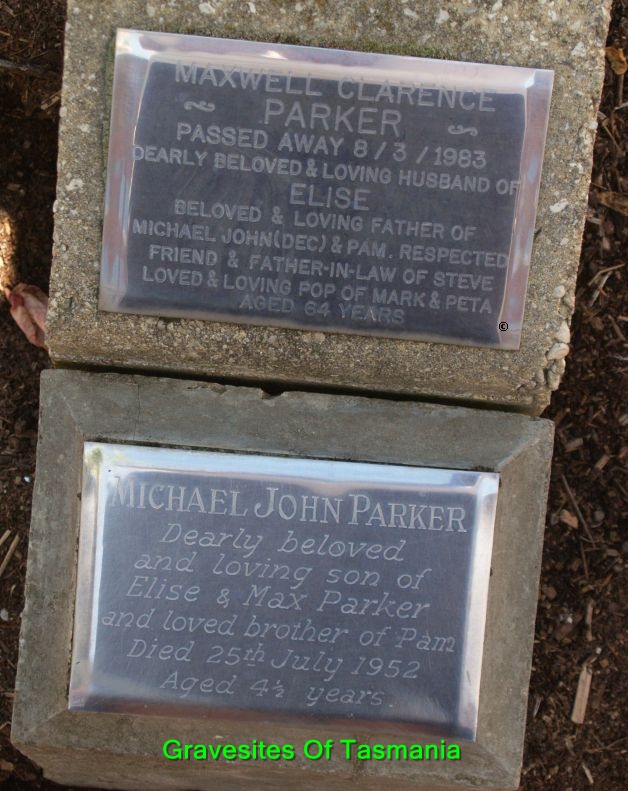 MAXWELL CLARENCE
PARKER
PASSED AWAY 8/3/1983
DEARLY BELOVED & LOVING HUSBAND OF
ELISE
BELOVED & LOVING FATHER OF
MICHAEL JOHN(DEC) & PAM. RESPECTED
FRIEND & FATHER-IN-LAW OF STEVE
LOVED & LOVING POP OF MARK & PETA
AGED 64 YEARS
©
MICHAEL JOHN PARKER
Dearly beloved
and loving son of
Elise & Max Parker
and loved brother of Pam
Died 25th July 1952
Aged 4½ years.
Gravesites Of Tasmania